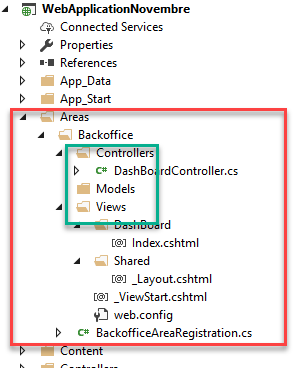 WebApplicationNovembre
Connected Services
Properties
References
App_Data
App_Start
Areas
Backoffice
Controllers
C# DashBoardController.cs
Models
Views
DashBoard
Index.cshtml
Shared
_Layout.cshtml
_ViewStart.cshtml
web.config
C# BackofficeAreaRegistration.cs
Content
Controllers